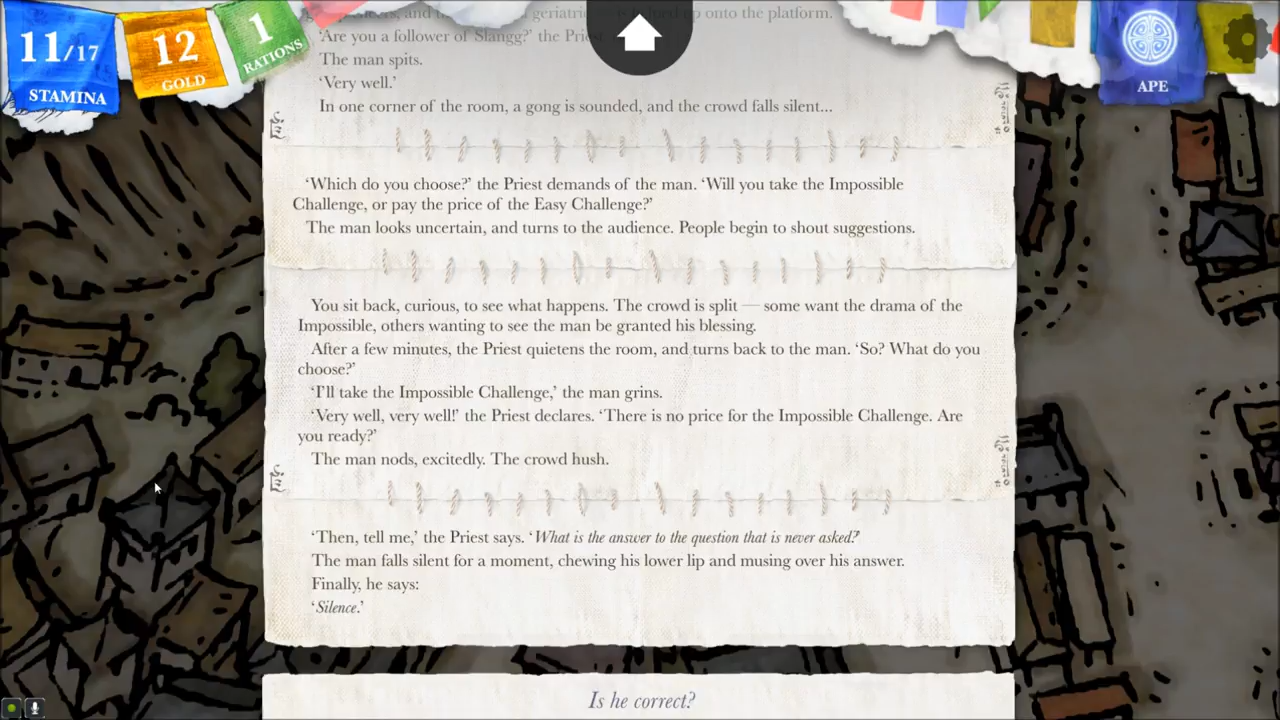 11/17
STAMINA
12
GOLD
1
RATIONS
APE
geriatric
up onto the platform.
‘Are you a follower of Slangg?’ the Priest
The man spits.
‘Very well.’
In one corner of the room, a gong is sounded, and the crowd falls silent...
‘Which do you choose?’ the Priest demands of the man. ‘Will you take the Impossible
Challenge, or pay the price of the Easy Challenge?’
The man looks uncertain, and turns to the audience. People begin to shout suggestions.
You sit back, curious, to see what happens. The crowd is split — some want the drama of the
Impossible, others wanting to see the man be granted his blessing.
After a few minutes, the Priest quietens the room, and turns back to the man. ‘So? What do you
choose?’
‘I’ll take the Impossible Challenge,’ the man grins.
‘Very well, very well!’ the Priest declares. ‘There is no price for the Impossible Challenge. Are
you ready?’
The man nods, excitedly. The crowd hush.
‘Then, tell me,’ the Priest says. ‘What is the answer to the question that is never asked?’
The man falls silent for a moment, chewing his lower lip and musing over his answer.
Finally, he says:
‘Silence.’
Is he correct?